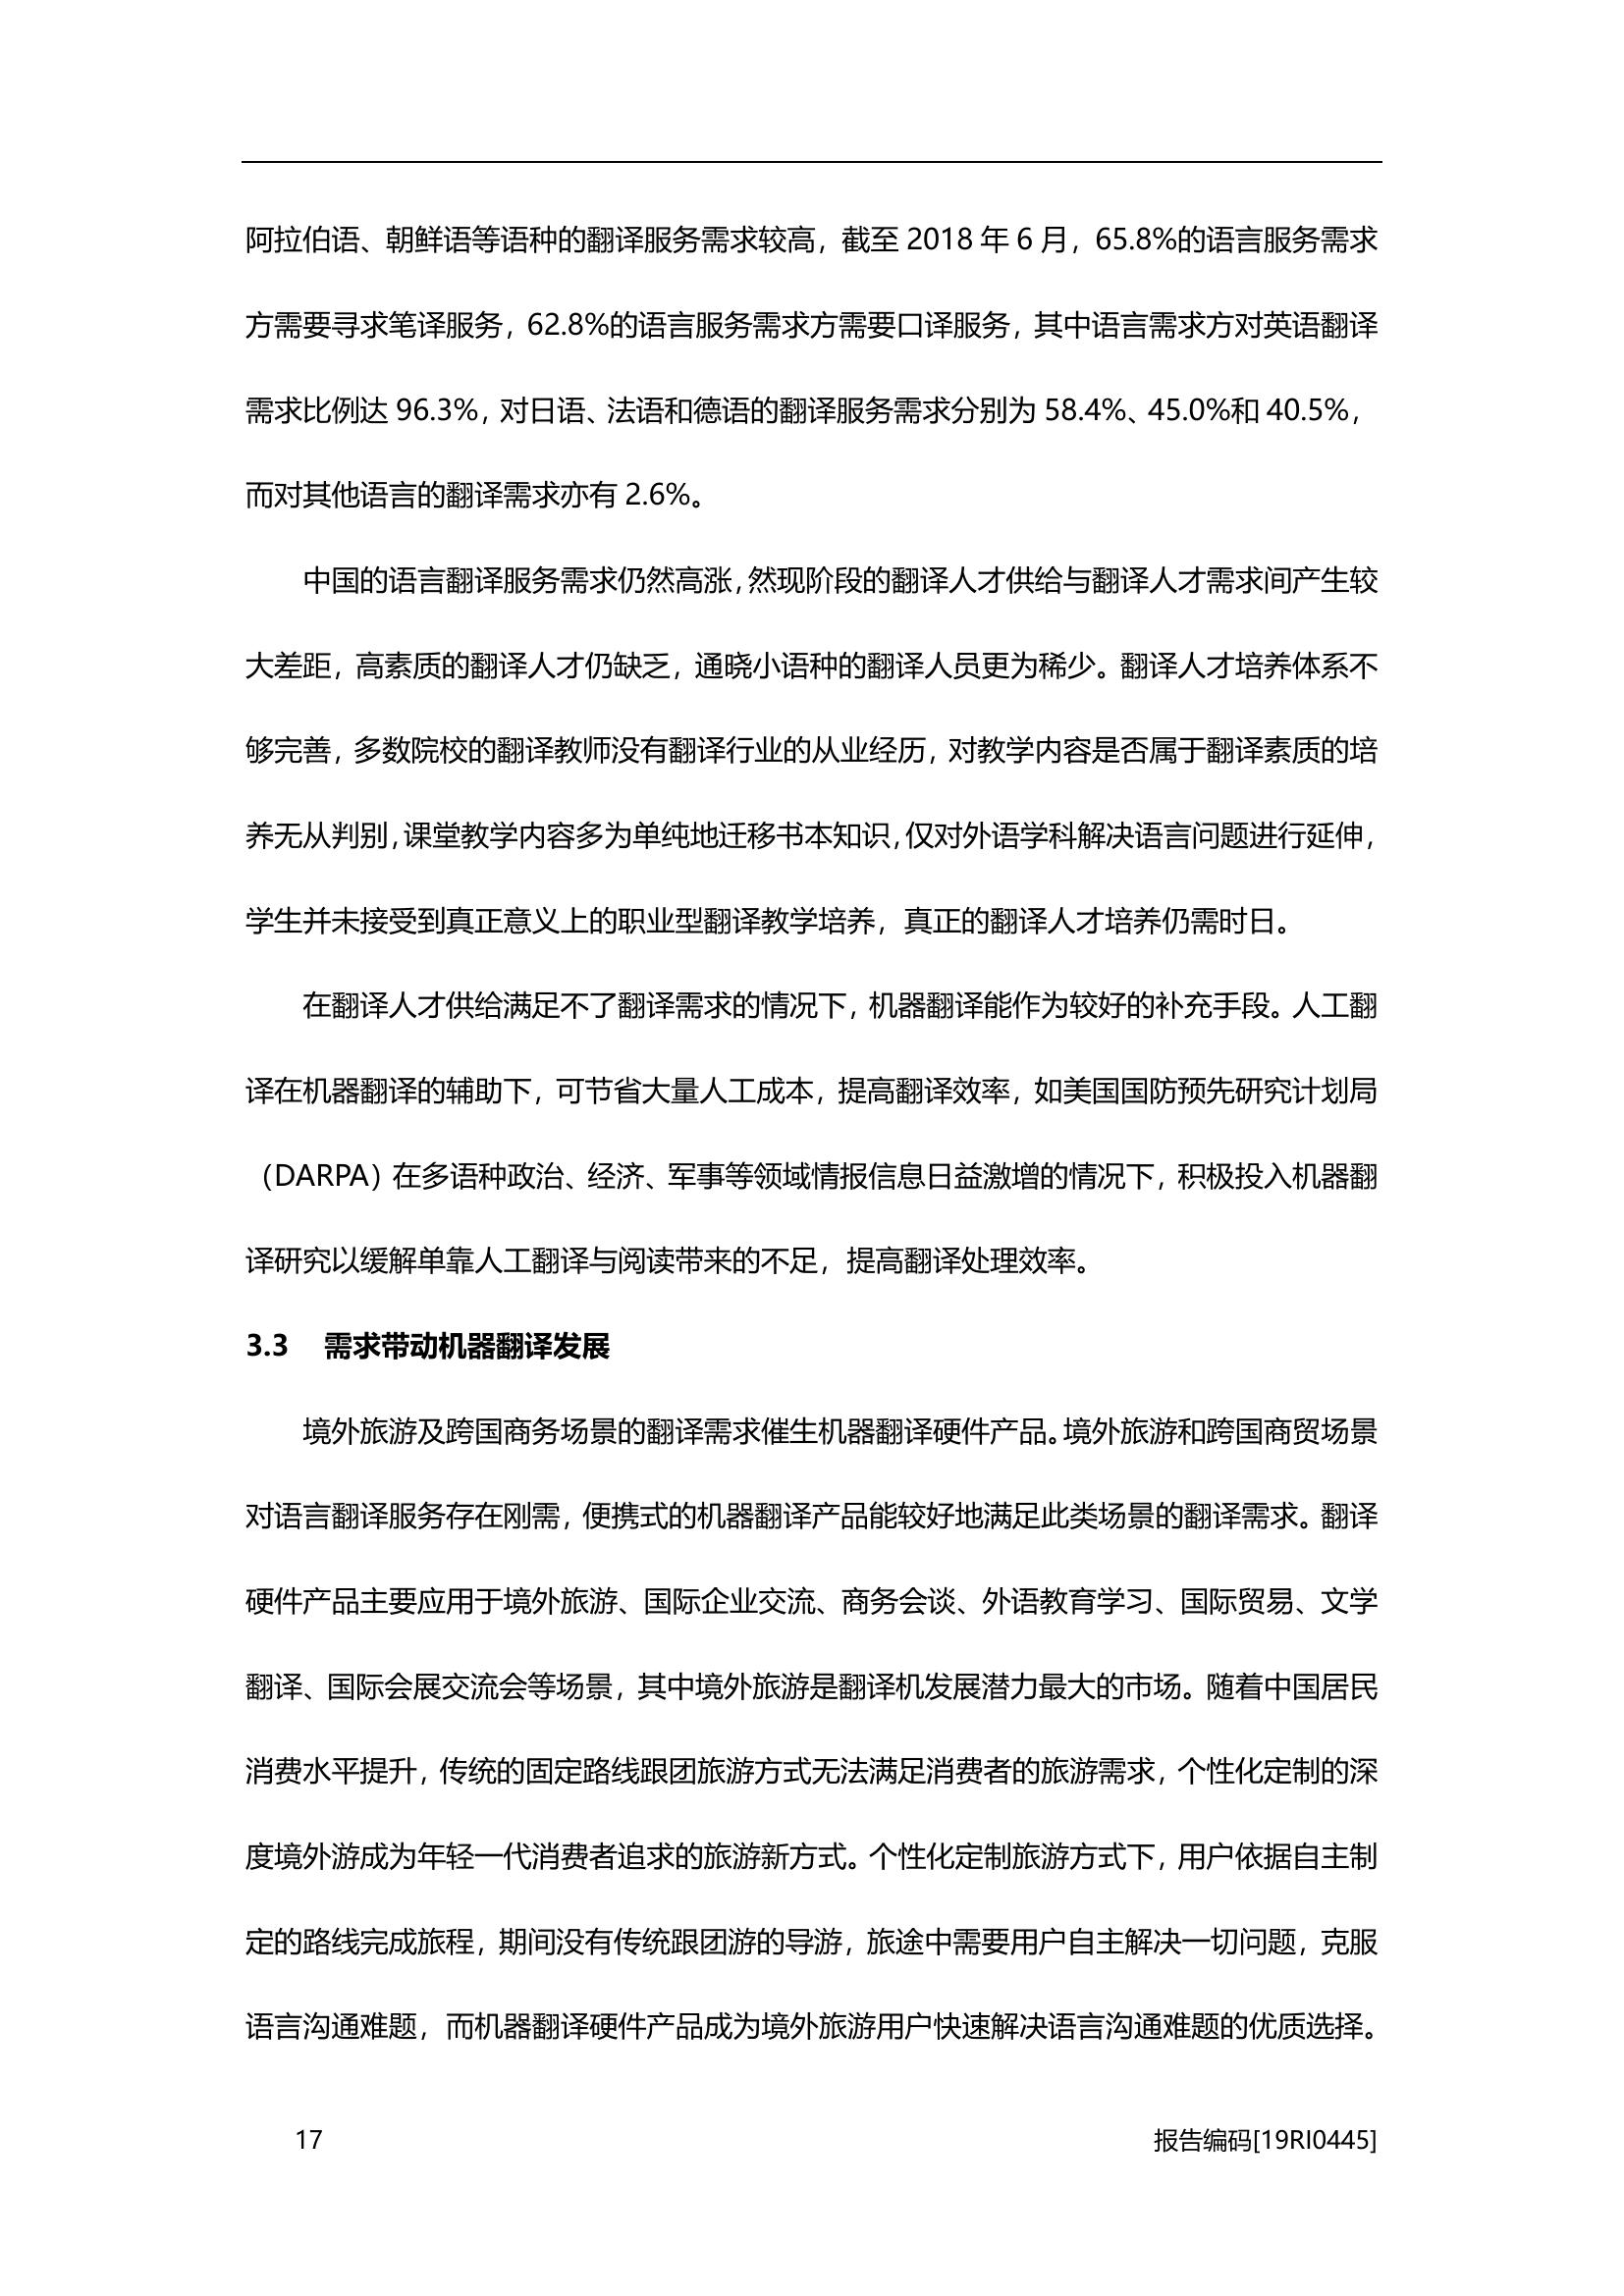 阿拉伯语、朝鲜语等语种的翻译服务需求较高，截至 2018 年 6 月，65.8%的语言服务需求
方需要寻求笔译服务，62.8%的语言服务需求方需要口译服务，其中语言需求方对英语翻译
需求比例达 96.3%，对日语、法语和德语的翻译服务需求分别为 58.4%、45.0%和 40.5%，
而对其他语言的翻译需求亦有 2.6%。
中国的语言翻译服务需求仍然高涨，然现阶段的翻译人才供给与翻译人才需求间产生较
大差距，高素质的翻译人才仍缺乏，通晓小语种的翻译人员更为稀少。翻译人才培养体系不
够完善，多数院校的翻译教师没有翻译行业的从业经历，对教学内容是否属于翻译素质的培
养无从判别，课堂教学内容多为单纯地迁移书本知识，仅对外语学科解决语言问题进行延伸，
学生并未接受到真正意义上的职业型翻译教学培养，真正的翻译人才培养仍需时日。
在翻译人才供给满足不了翻译需求的情况下，机器翻译能作为较好的补充手段。人工翻
译在机器翻译的辅助下，可节省大量人工成本，提高翻译效率，如美国国防预先研究计划局
（DARPA）在多语种政治、经济、军事等领域情报信息日益激增的情况下，积极投入机器翻
译研究以缓解单靠人工翻译与阅读带来的不足，提高翻译处理效率。
3.3 需求带动机器翻译发展
境外旅游及跨国商务场景的翻译需求催生机器翻译硬件产品。境外旅游和跨国商贸场景
对语言翻译服务存在刚需，便携式的机器翻译产品能较好地满足此类场景的翻译需求。翻译
硬件产品主要应用于境外旅游、国际企业交流、商务会谈、外语教育学习、国际贸易、文学
翻译、国际会展交流会等场景，其中境外旅游是翻译机发展潜力最大的市场。随着中国居民
消费水平提升，传统的固定路线跟团旅游方式无法满足消费者的旅游需求，个性化定制的深
度境外游成为年轻一代消费者追求的旅游新方式。个性化定制旅游方式下，用户依据自主制
定的路线完成旅程，期间没有传统跟团游的导游，旅途中需要用户自主解决一切问题，克服
语言沟通难题，而机器翻译硬件产品成为境外旅游用户快速解决语言沟通难题的优质选择。
17 报告编码[19RI0445]